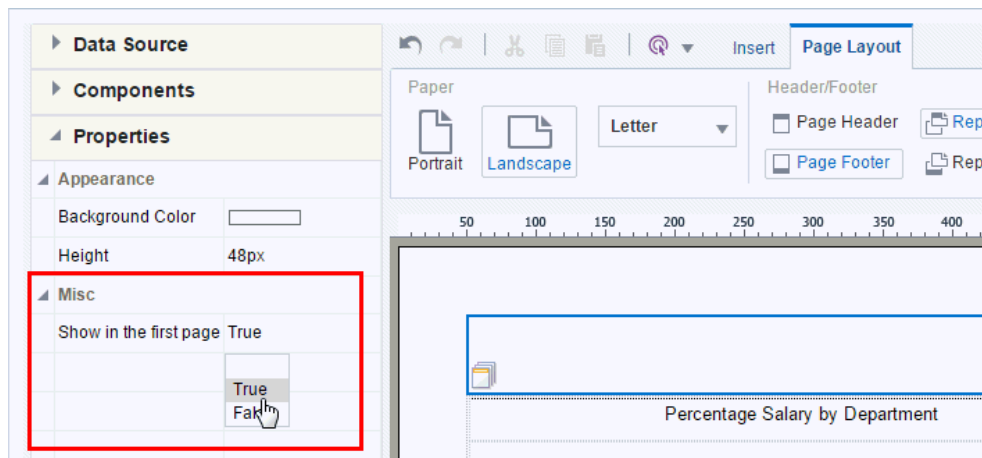 Data Source
Components
Properties
Appearance
Background Color
Height 48px
Misc
Show in the first page True
True
Insert Page Layout
Paper
Portrait
Landscape
Letter
Header/Footer
Page Header
Page Footer
50 100 150 200 250 300 350 400
Percentage Salary by Department